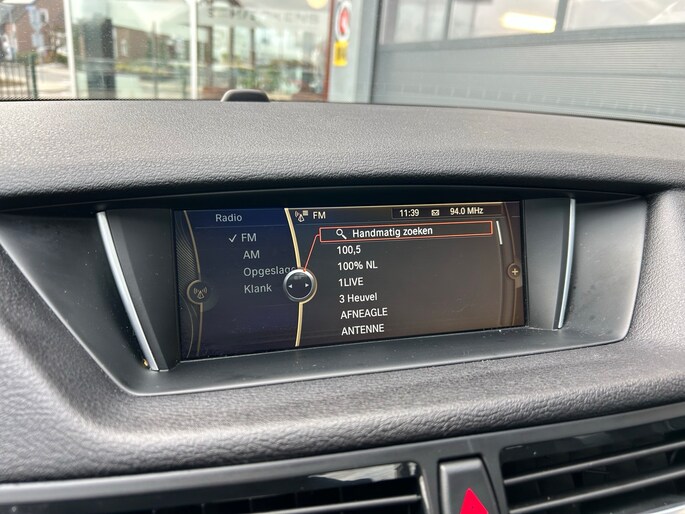 Radio
FM
AM
Opgeslag
Klank
FM 11:39 94.0 MHz
Handmatig zoeken
100,5
100% NL
1LIVE
3 Heuvel
AFNEAGLE
ANTENNE